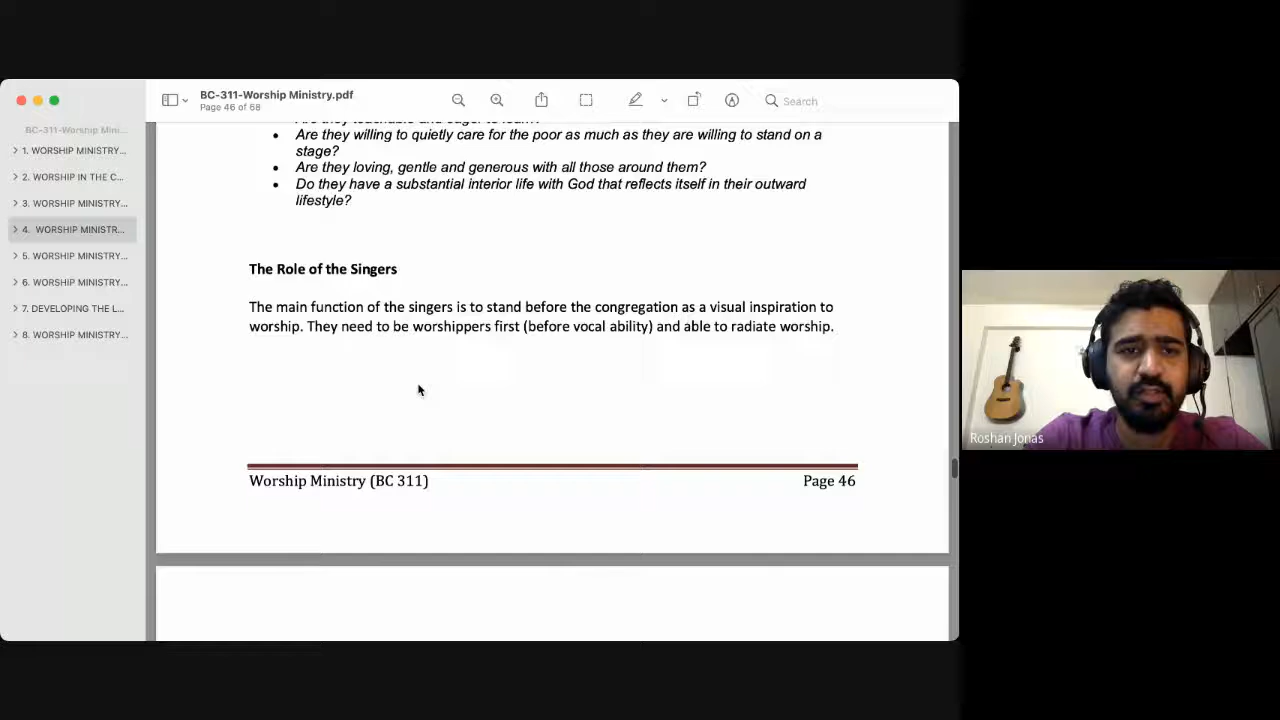 BC-311-Worship Ministry.pdf
Page 46 of 68
Search
BC-311-Worship Mini...
1. WORSHIP MINISTRY...
2. WORSHIP IN THE C...
3. WORSHIP MINISTRY...
4. WORSHIP MINISTR...
5. WORSHIP MINISTRY...
6. WORSHIP MINISTRY...
7. DEVELOPING THE L...
8. WORSHIP MINISTRY...
• Are they willing to quietly care for the poor as much as they are willing to stand on a
stage?
• Are they loving, gentle and generous with all those around them?
• Do they have a substantial interior life with God that reflects itself in their outward
lifestyle?
The Role of the Singers
The main function of the singers is to stand before the congregation as a visual inspiration to
worship. They need to be worshippers first (before vocal ability) and able to radiate worship.
Worship Ministry (BC 311)
Page 46
Roshan Jonas